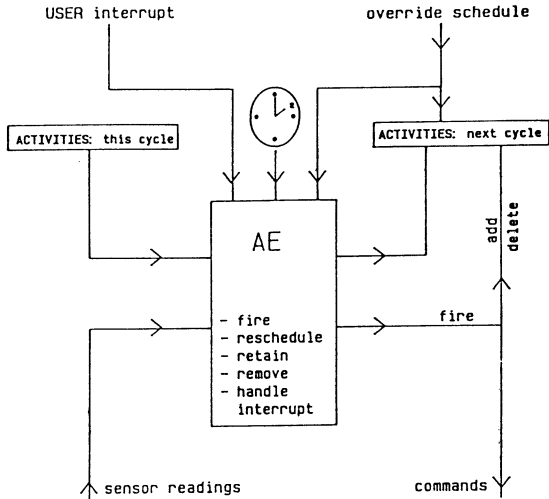 USER interrupt
override schedule
z
ACTIVITIES: this cycle
ACTIVITIES: next cycle
AE
add
delete
- fire
- reschedule
- retain
- remove
- handle
interrupt
fire
sensor readings
commands